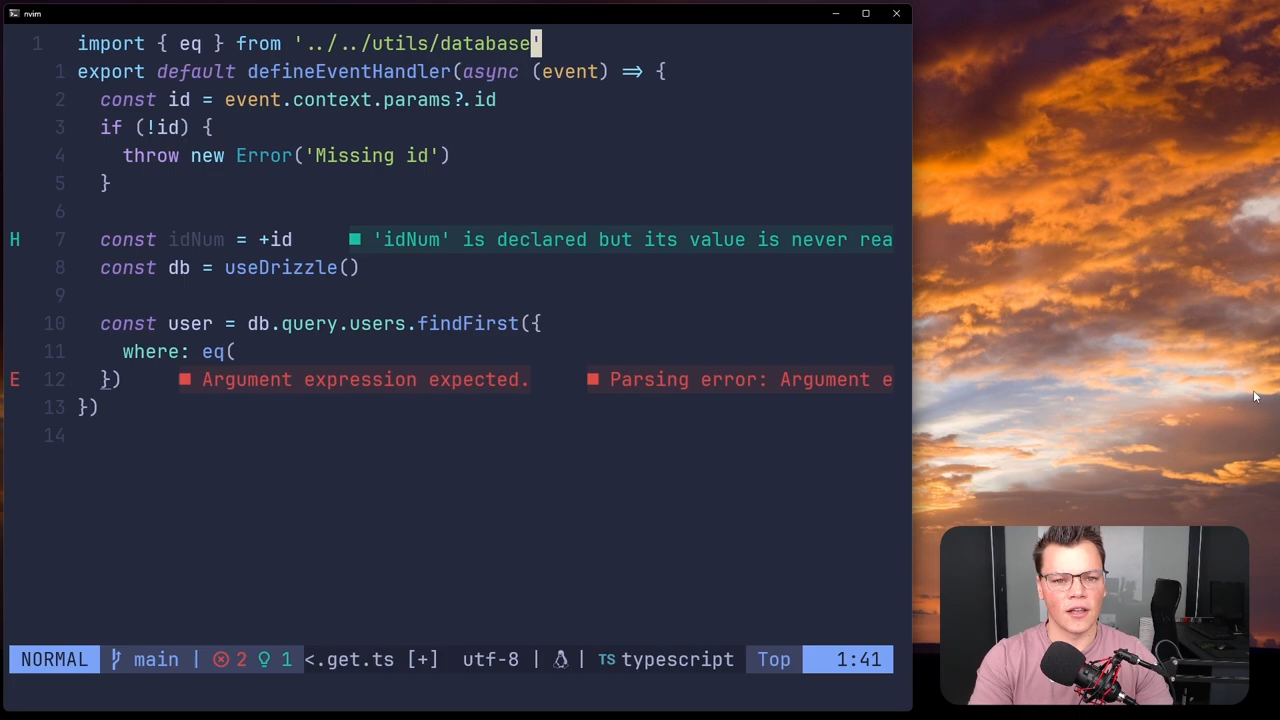 nvim
1 import { eq } from '../../utils/database'
1 export default defineEventHandler(async (event) => {
2 const id = event.context.params?.id
3 if (!id) {
4 throw new Error('Missing id')
5 }
6
H 7 const idNum = +id ■ 'idNum' is declared but its value is never rea
8 const db = useDrizzle()
9
10 const user = db.query.users.findFirst({
11 where: eq(
E 12 }) ■ Argument expression expected. ■ Parsing error: Argument e
13 })
14
NORMAL main | 2 1 <.get.ts [+] utf-8 | | TS typescript Top 1:41